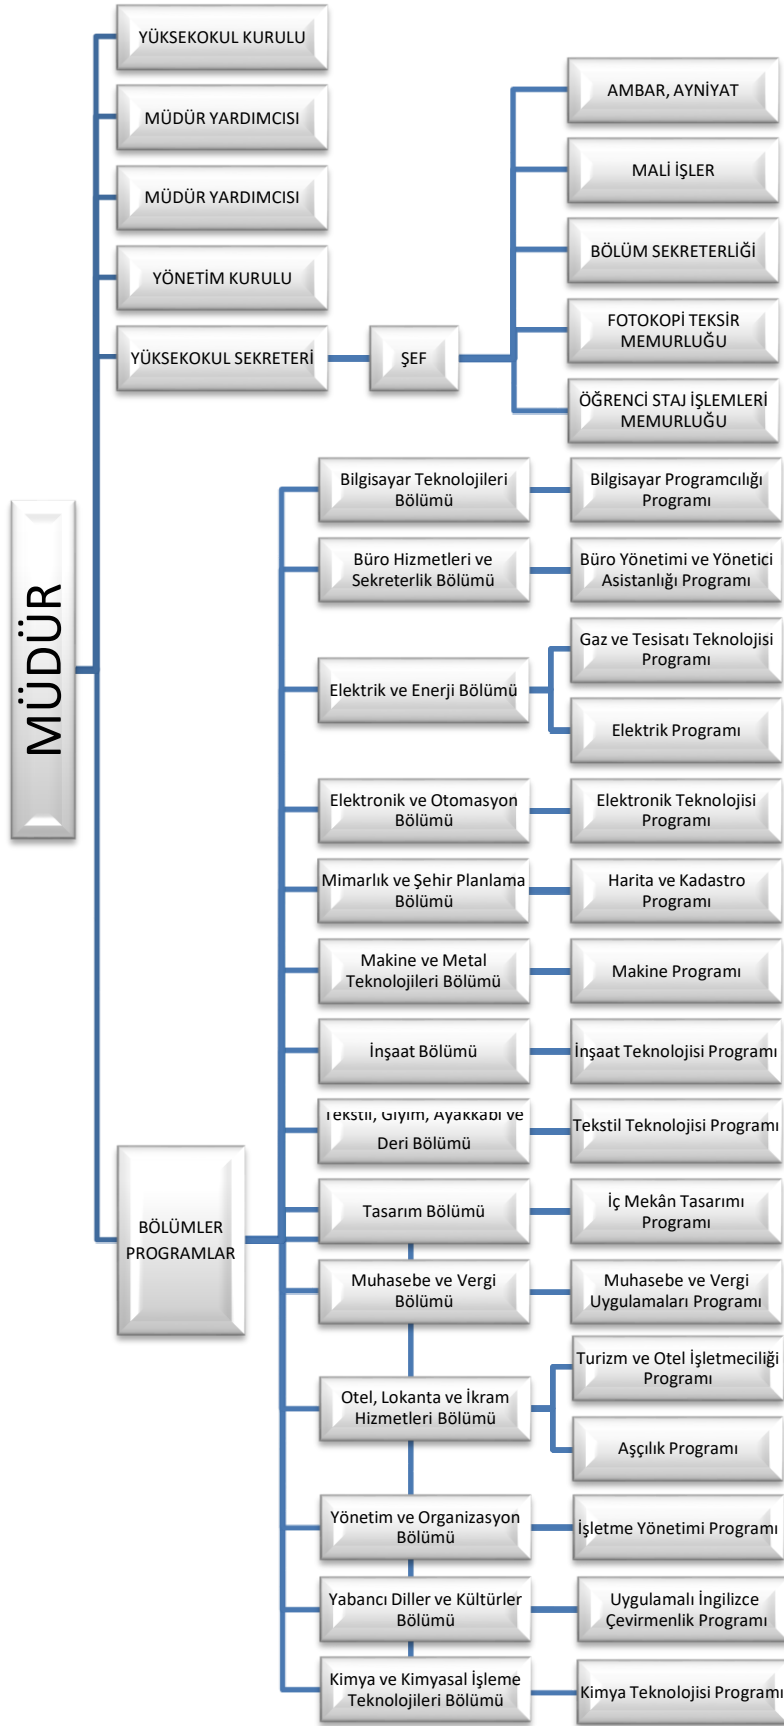 YÜKSEKOKUL KURULU
MÜDÜR YARDIMCISI
MÜDÜR YARDIMCISI
YÖNETİM KURULU
YÜKSEKOKUL SEKRETERİ
ŞEF
AMBAR, AYNİYAT
MALİ İŞLER
BÖLÜM SEKRETERLİĞİ
FOTOKOPİ TEKSİR
MEMURLUĞU
ÖĞRENCİ STAJ İŞLEMLERİ
MEMURLUĞU
MÜDÜR
BÖLÜMLER
PROGRAMLAR
Bilgisayar Teknolojileri
Bölümü
Bilgisayar Programcılığı
Programı
Büro Hizmetleri ve
Sekreterlik Bölümü
Büro Yönetimi ve Yönetici
Asistanlığı Programı
Elektrik ve Enerji Bölümü
Gaz ve Tesisatı Teknolojisi
Programı
Elektrik Programı
Elektronik ve Otomasyon
Bölümü
Elektronik Teknolojisi
Programı
Mimarlık ve Şehir Planlama
Bölümü
Harita ve Kadastro
Programı
Makine ve Metal
Teknolojileri Bölümü
Makine Programı
İnşaat Bölümü
İnşaat Teknolojisi Programı
Tekstil, Giyim, Ayakkabı ve
Deri Bölümü
Tekstil Teknolojisi Programı
Tasarım Bölümü
İç Mekân Tasarımı
Programı
Muhasebe ve Vergi
Bölümü
Muhasebe ve Vergi
Uygulamaları Programı
Otel, Lokanta ve İkram
Hizmetleri Bölümü
Turizm ve Otel İşletmeciliği
Programı
Aşçılık Programı
Yönetim ve Organizasyon
Bölümü
İşletme Yönetimi Programı
Yabancı Diller ve Kültürler
Bölümü
Uygulamalı İngilizce
Çevirmenlik Programı
Kimya ve Kimyasal İşleme
Teknolojileri Bölümü
Kimya Teknolojisi Programı